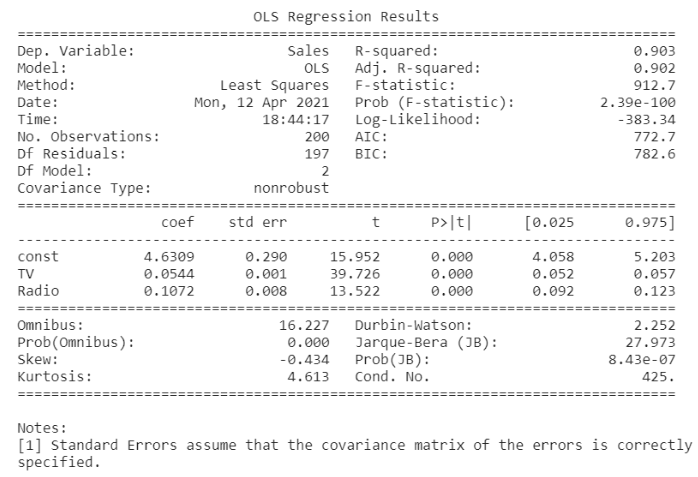 OLS Regression Results
==============================================================================
Dep. Variable: Sales R-squared: 0.903
Model: OLS Adj. R-squared: 0.902
Method: Least Squares F-statistic: 912.7
Date: Mon, 12 Apr 2021 Prob (F-statistic): 2.39e-100
Time: 18:44:17 Log-Likelihood: -383.34
No. Observations: 200 AIC: 772.7
Df Residuals: 197 BIC: 782.6
Df Model: 2
Covariance Type: nonrobust
==============================================================================
coef std err t P>|t| [0.025 0.975]
------------------------------------------------------------------------------
const 4.6309 0.290 15.952 0.000 4.058 5.203
TV 0.0544 0.001 39.726 0.000 0.052 0.057
Radio 0.1072 0.008 13.522 0.000 0.092 0.123
==============================================================================
Omnibus: 16.227 Durbin-Watson: 2.252
Prob(Omnibus): 0.000 Jarque-Bera (JB): 27.973
Skew: -0.434 Prob(JB): 8.43e-07
Kurtosis: 4.613 Cond. No. 425.
==============================================================================
Notes:
[1] Standard Errors assume that the covariance matrix of the errors is correctly
specified.